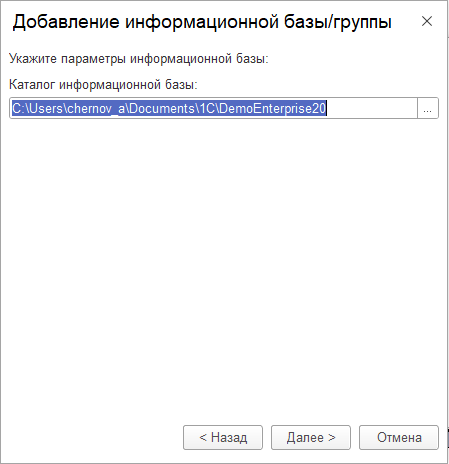 Добавление информационной базы/группы
Укажите параметры информационной базы:
Каталог информационной базы:
C:\Users\chernov_a\Documents\1C\DemoEnterprise20
...
< Назад
Далее >
Отмена